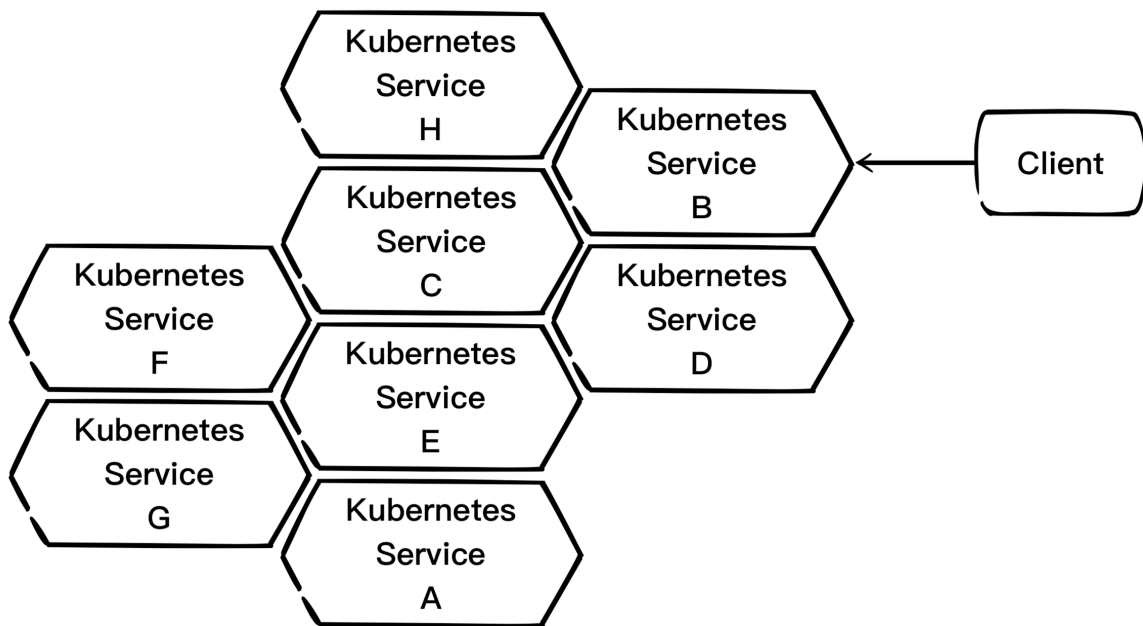 Kubernetes
Service
H
Kubernetes
Service
B
Client
Kubernetes
Service
C
Kubernetes
Service
F
Kubernetes
Service
D
Kubernetes
Service
E
Kubernetes
Service
G
Kubernetes
Service
A